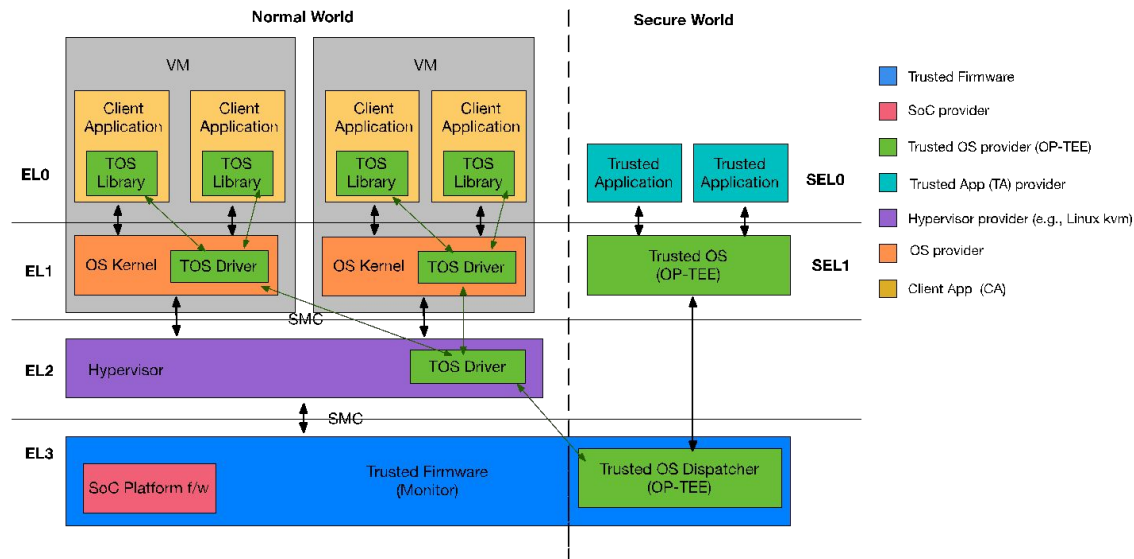 Normal World
Secure World
VM
VM
Client
Application
Client
Application
Client
Application
Client
Application
TOS
Library
TOS
Library
TOS
Library
TOS
Library
EL0
Trusted
Application
Trusted
Application
SEL0
EL1
OS Kernel
TOS Driver
OS Kernel
TOS Driver
Trusted OS
(OP-TEE)
SEL1
SMC
EL2
Hypervisor
TOS Driver
SMC
EL3
SoC Platform f/w
Trusted Firmware
(Monitor)
Trusted OS Dispatcher
(OP-TEE)
Trusted Firmware
SoC provider
Trusted OS provider (OP-TEE)
Trusted App (TA) provider
Hypervisor provider (e.g., Linux kvm)
OS provider
Client App (CA)